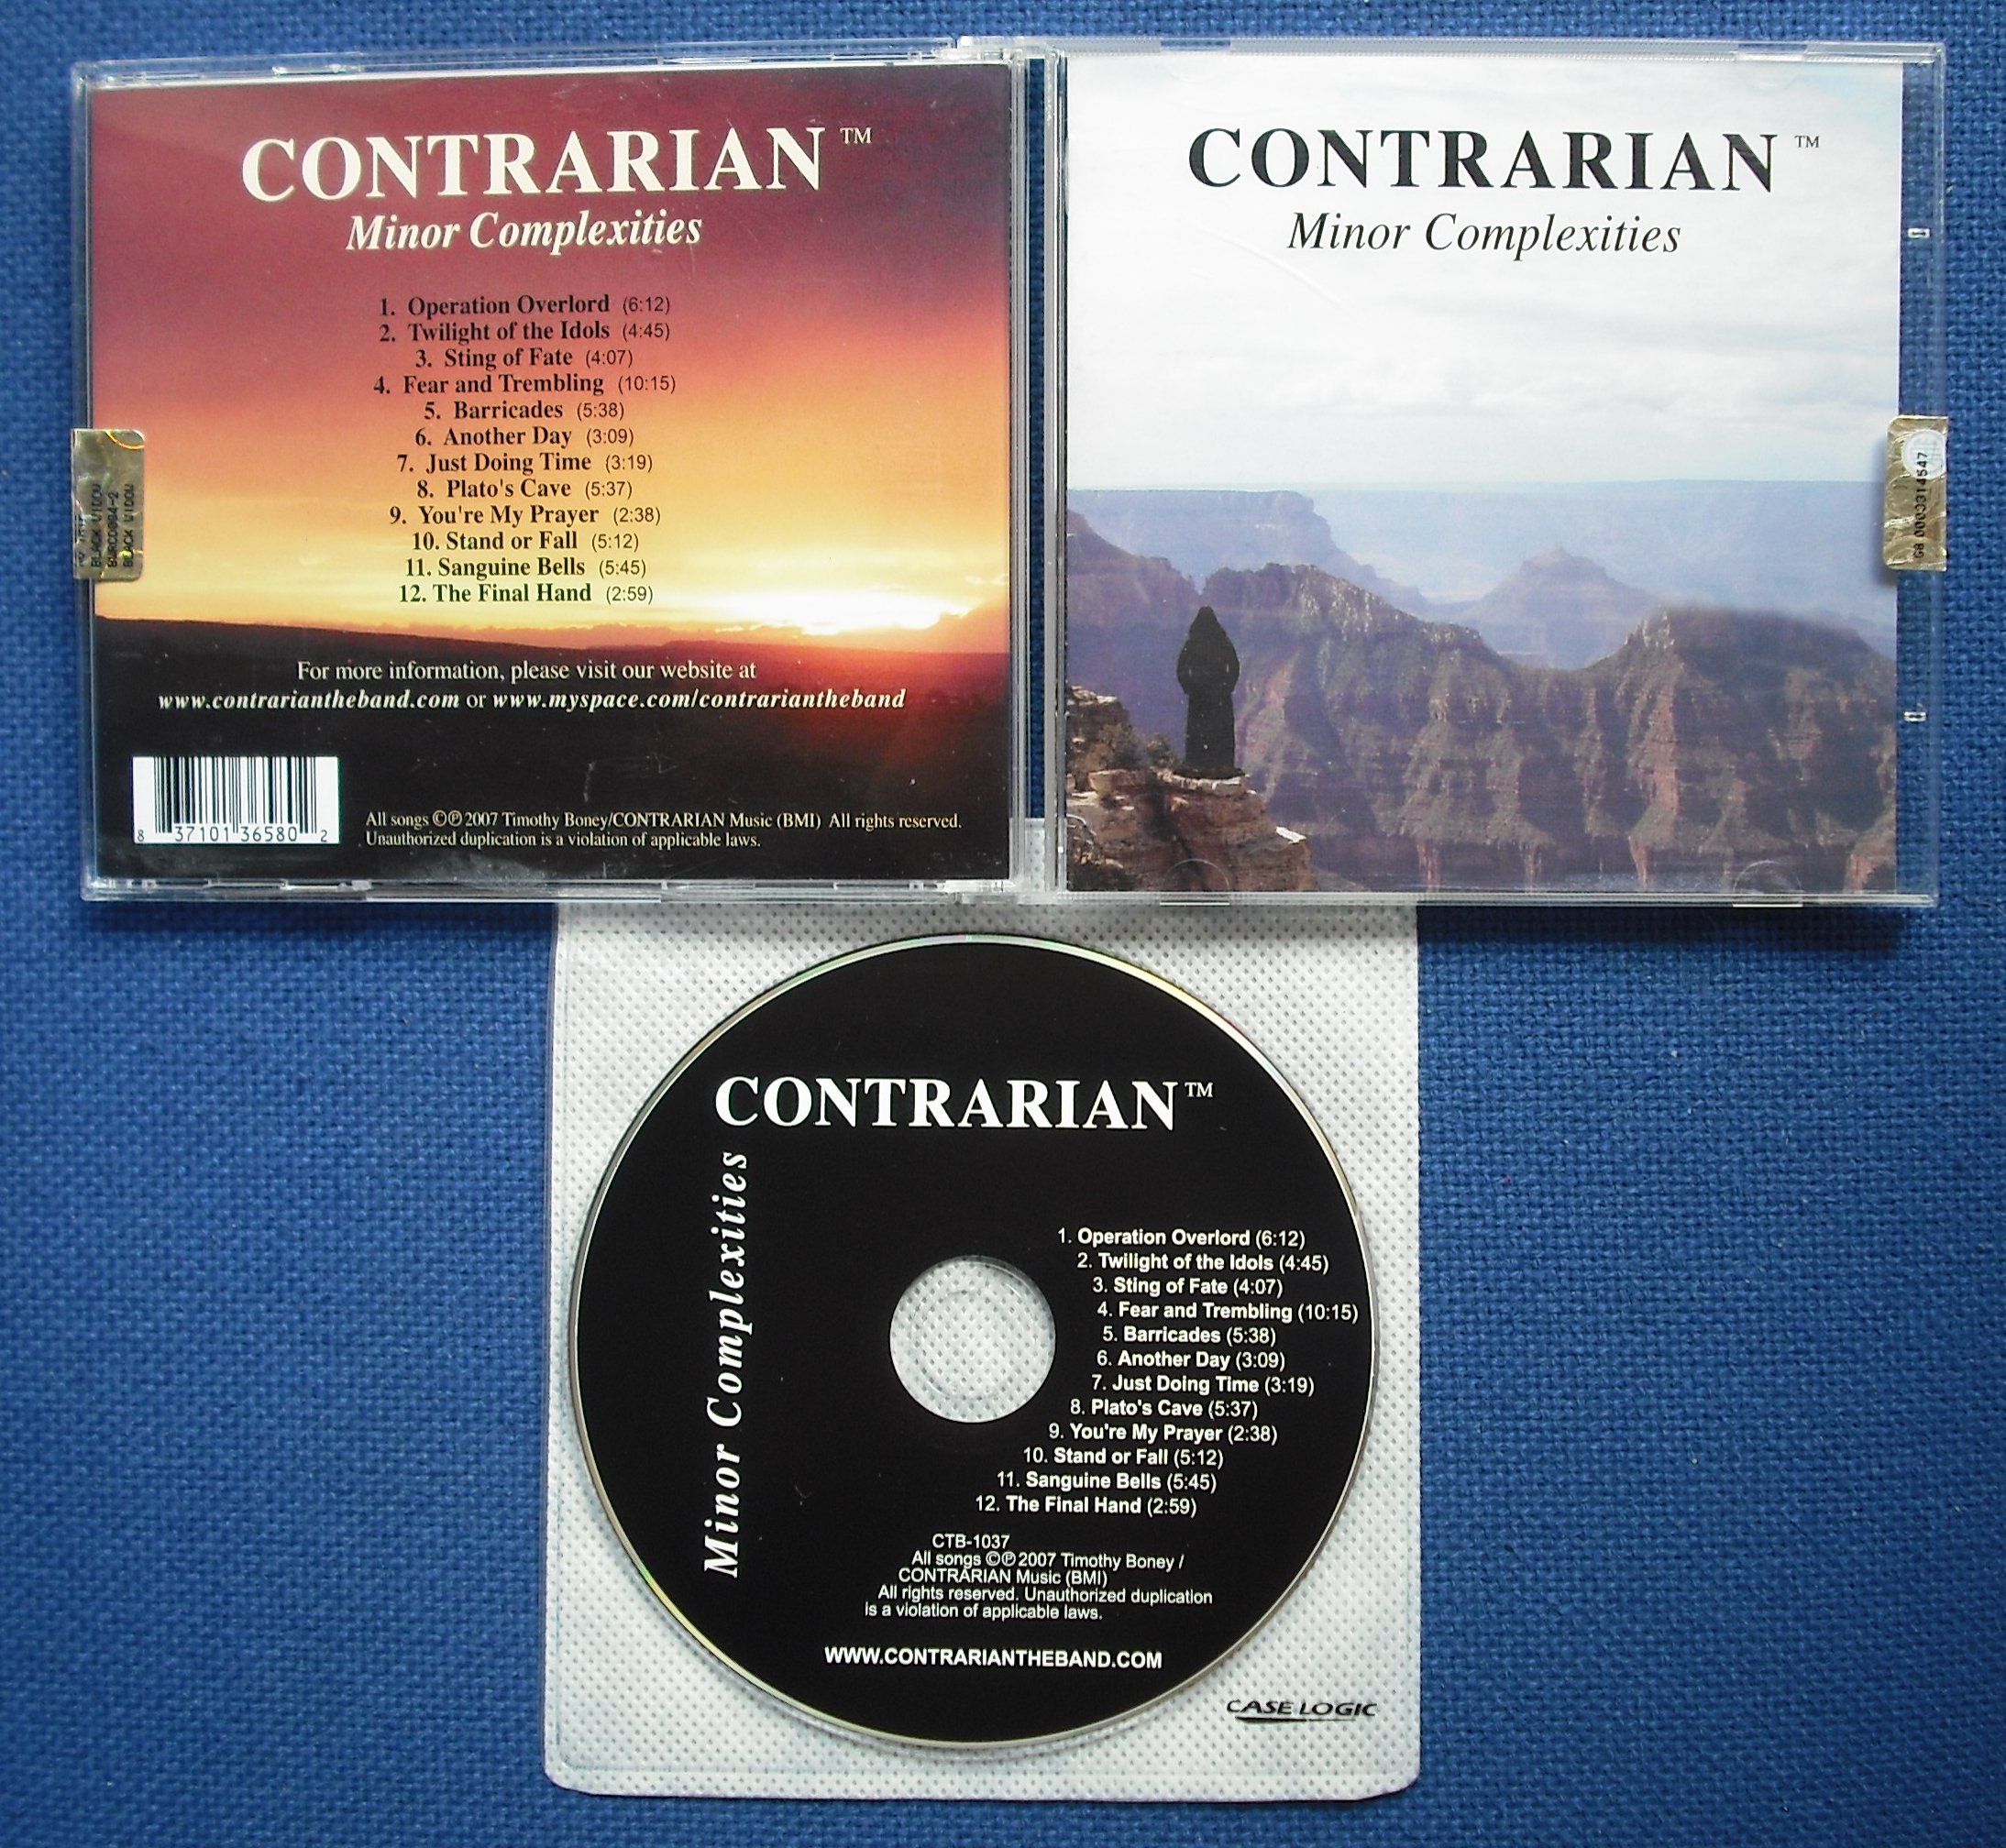 CONTRARIAN™
Minor Complexities
1. Operation Overlord (6:12)
2. Twilight of the Idols (4:45)
3. Sting of Fate (4:07)
4. Fear and Trembling (10:15)
5. Barricades (5:38)
6. Another Day (3:09)
7. Just Doing Time (3:19)
8. Plato's Cave (5:37)
9. You're My Prayer (2:38)
10. Stand or Fall (5:12)
11. Sanguine Bells (5:45)
12. The Final Hand (2:59)
For more information, please visit our website at
www.contrariantheband.com or www.myspace.com/contrariantheband
8 37101 36580 2
All songs ©℗ 2007 Timothy Boney/CONTRARIAN Music (BMI) All rights reserved.
Unauthorized duplication is a violation of applicable laws.
BLACK WIDOW
BLACK WIDOW
CONTRARIAN™
Minor Complexities
CONTRARIAN™
Minor Complexities
1. Operation Overlord (6:12)
2. Twilight of the Idols (4:45)
3. Sting of Fate (4:07)
4. Fear and Trembling (10:15)
5. Barricades (5:38)
6. Another Day (3:09)
7. Just Doing Time (3:19)
8. Plato's Cave (5:37)
9. You're My Prayer (2:38)
10. Stand or Fall (5:12)
11. Sanguine Bells (5:45)
12. The Final Hand (2:59)
CTB-1037
All songs ©℗ 2007 Timothy Boney /
CONTRARIAN Music (BMI)
All rights reserved. Unauthorized duplication
is a violation of applicable laws.
WWW.CONTRARIANTHEBAND.COM
CASE LOGIC